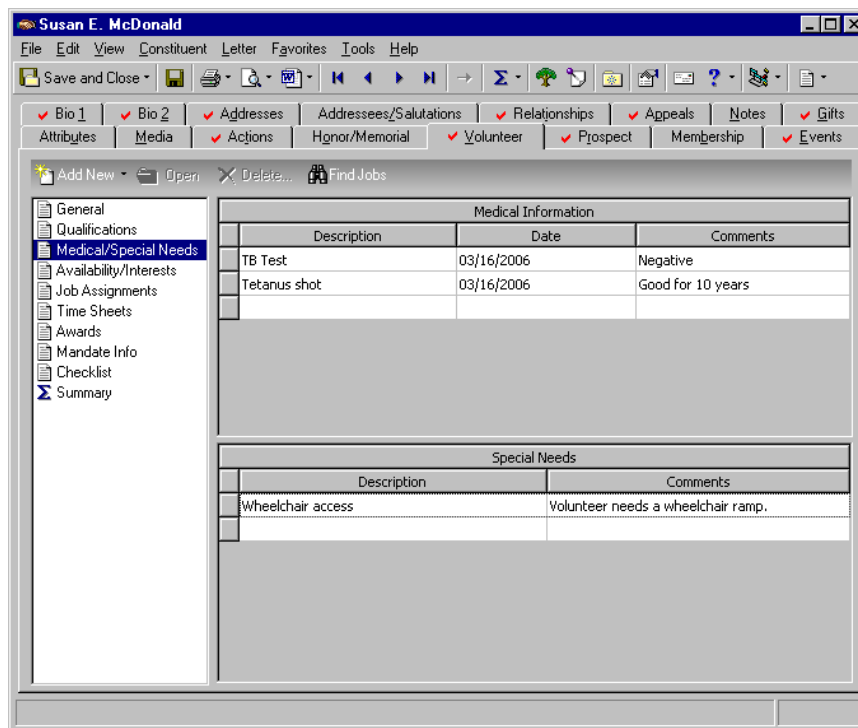 Susan E. McDonald
File Edit View Constituent Letter Favorites Tools Help
Save and Close
Bio 1 Bio 2 Addresses Addressees/Salutations Relationships Appeals Notes Gifts
Attributes Media Actions Honor/Memorial Volunteer Prospect Membership Events
Add New Open Delete... Find Jobs
General
Qualifications
Medical/Special Needs
Availability/Interests
Job Assignments
Time Sheets
Awards
Mandate Info
Checklist
Summary
Medical Information
Description Date Comments
TB Test 03/16/2006 Negative
Tetanus shot 03/16/2006 Good for 10 years
Special Needs
Description Comments
Wheelchair access Volunteer needs a wheelchair ramp.